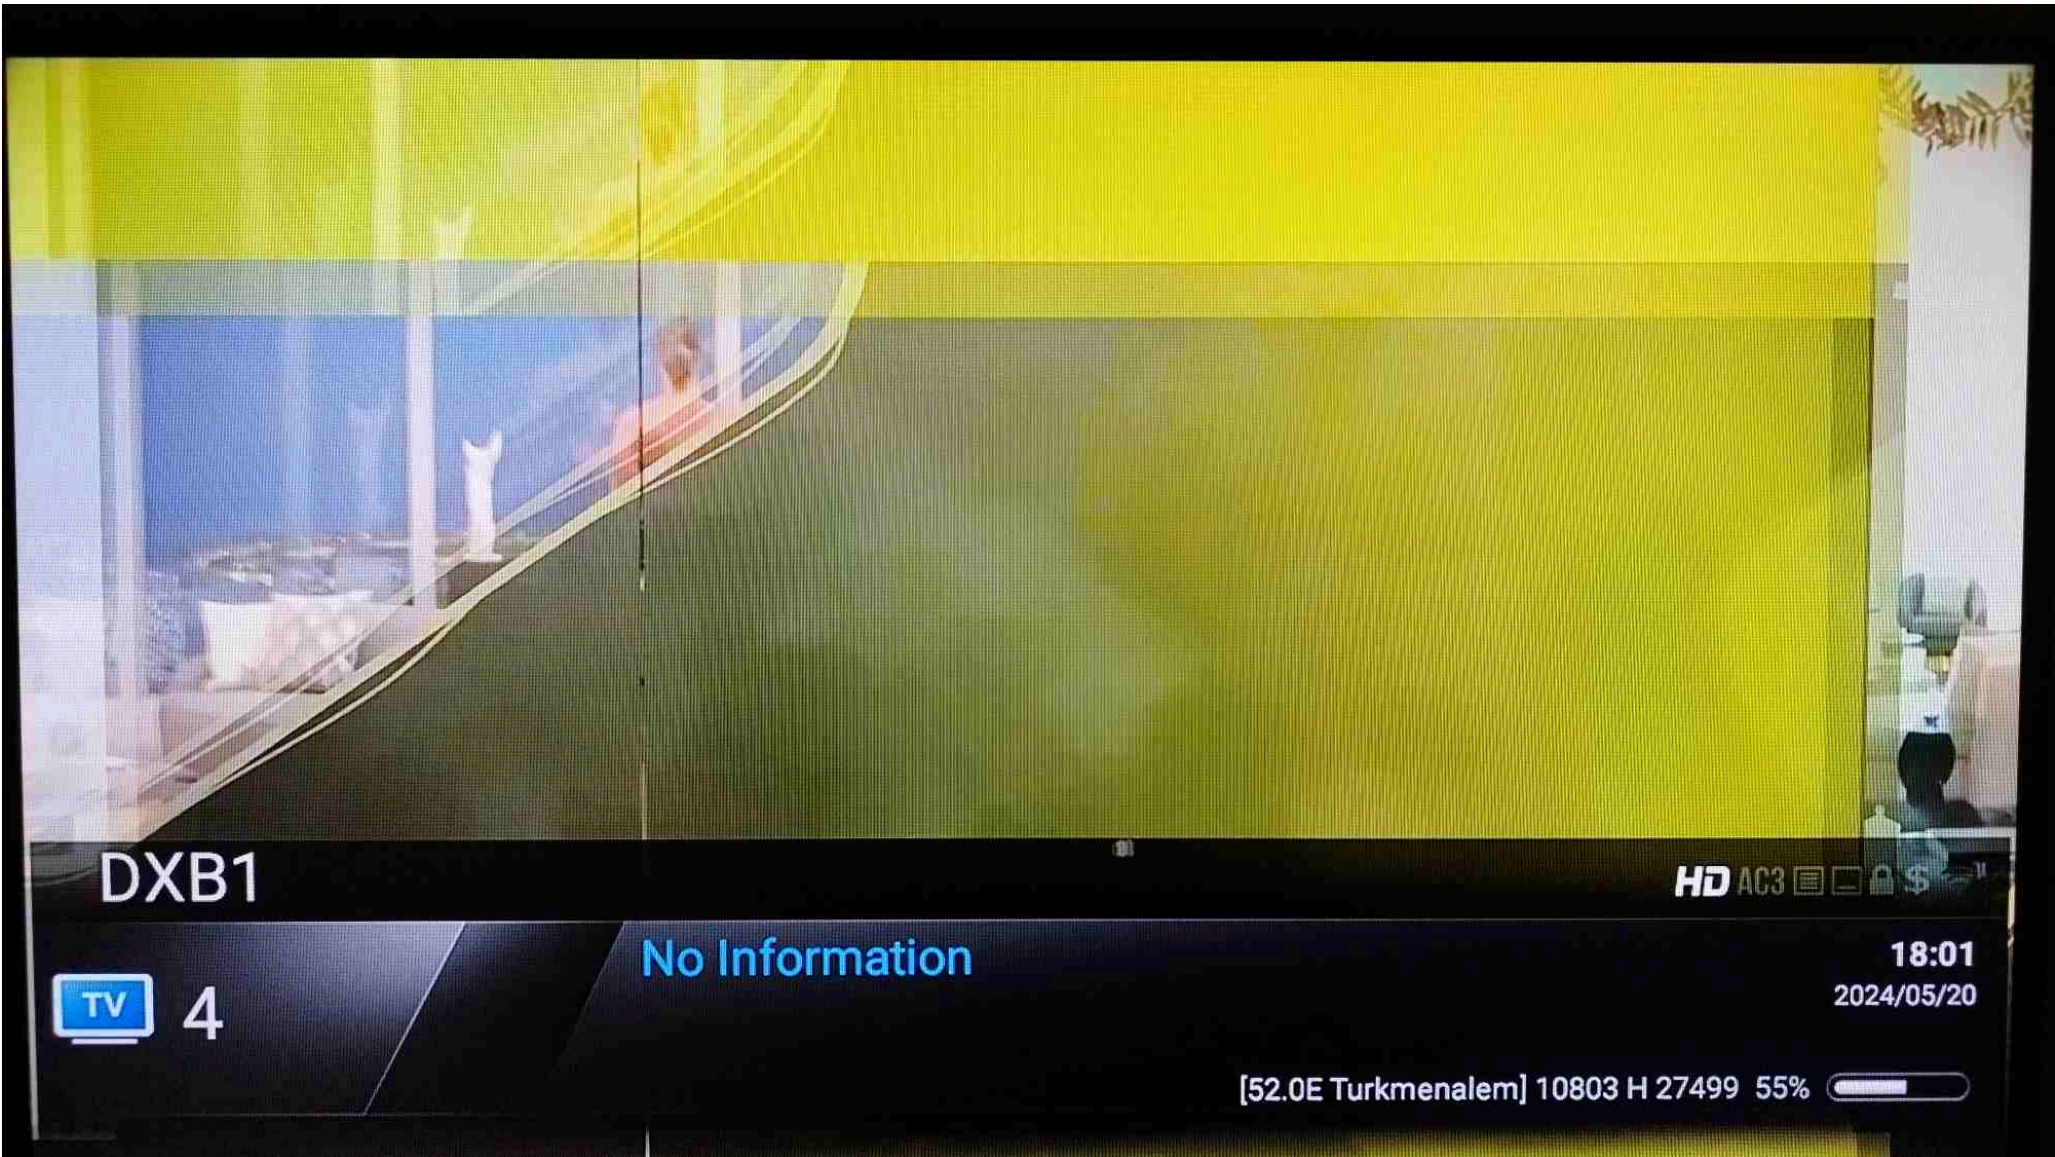 DXB1
HD AC3 $
No Information
18:01
TV 4
2024/05/20
[52.0E Turkmenalem] 10803 H 27499 55%